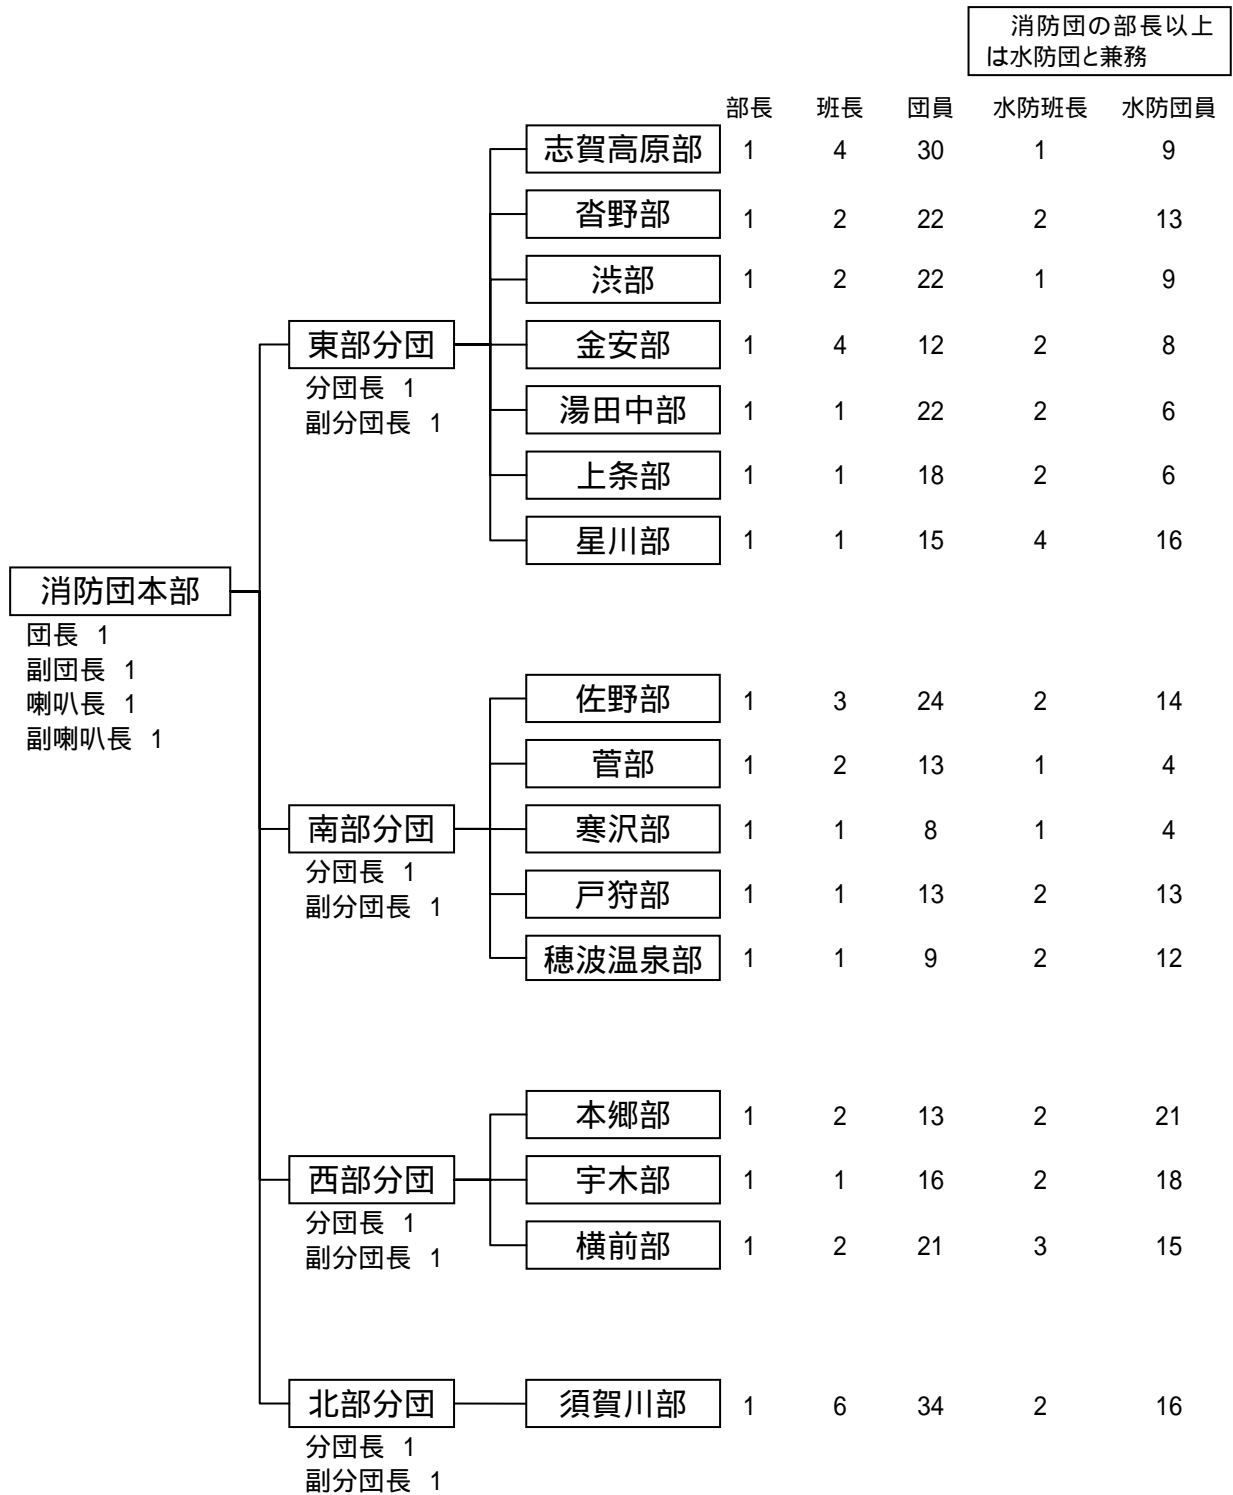 消防団の部長以上
は水防団と兼務
部長 班長 団員 水防班長 水防団員
志賀高原部 1 4 30 1 9
沓野部 1 2 22 2 13
渋部 1 2 22 1 9
東部分団 金安部 1 4 12 2 8
分団長 1
副分団長 1
湯田中部 1 1 22 2 6
上条部 1 1 18 2 6
星川部 1 1 15 4 16
消防団本部
団長 1
副団長 1
喇叭長 1
副喇叭長 1
佐野部 1 3 24 2 14
菅部 1 2 13 1 4
南部分団 寒沢部 1 1 8 1 4
分団長 1
副分団長 1
戸狩部 1 1 13 2 13
穂波温泉部 1 1 9 2 12
本郷部 1 2 13 2 21
西部分団 宇木部 1 1 16 2 18
分団長 1
副分団長 1
横前部 1 2 21 3 15
北部分団 須賀川部 1 6 34 2 16
分団長 1
副分団長 1